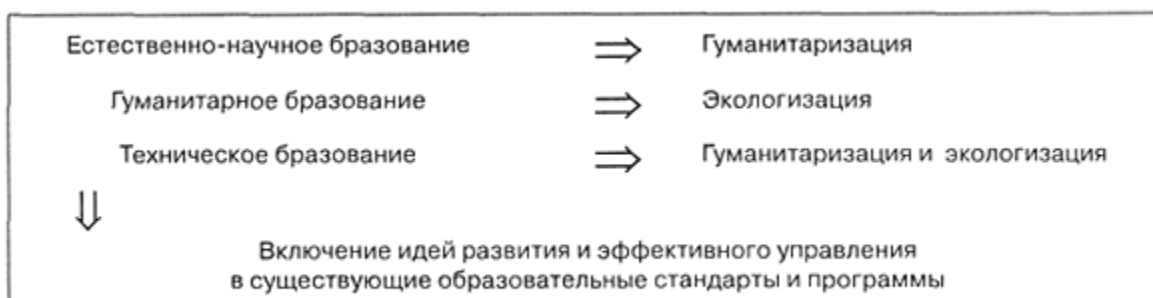 Естественно-научное бразование ⇒ Гуманитаризация
Гуманитарное бразование ⇒ Экологизация
Техническое бразование ⇒ Гуманитаризация и экологизация
⇓
Включение идей развития и эффективного управления
в существующие образовательные стандарты и программы